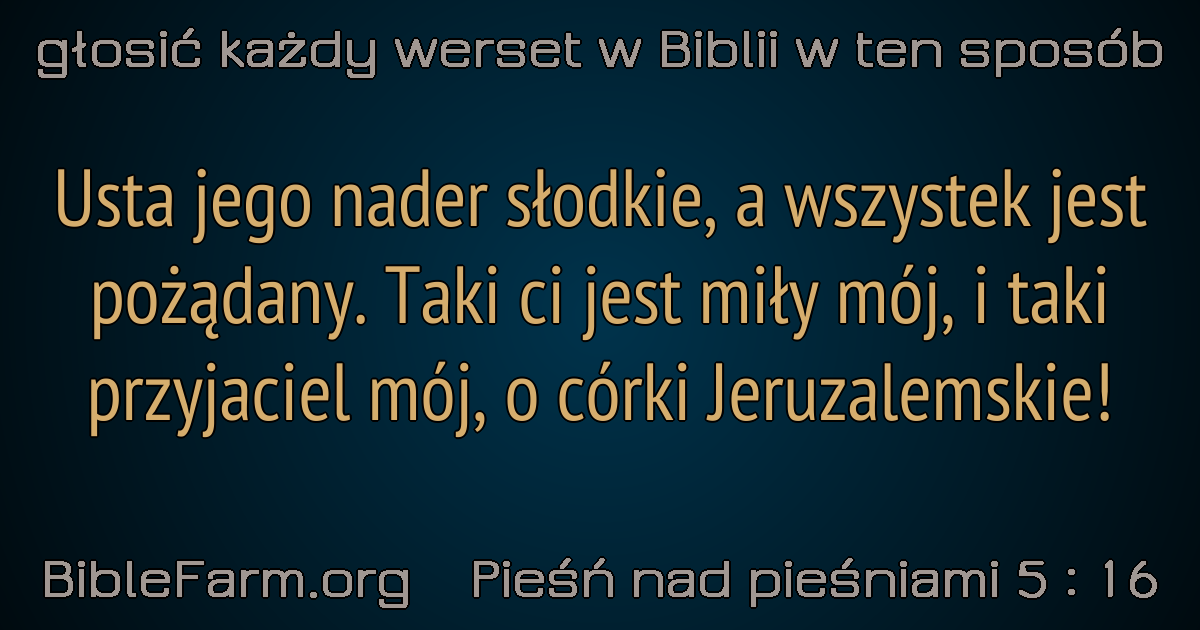 głosić każdy werset w Biblii w ten sposób
Usta jego nader słodkie, a wszystek jest
pożądany. Taki ci jest miły mój, i taki
przyjaciel mój, o córki Jeruzalemskie!
BibleFarm.org Pieśń nad pieśniami 5 : 16